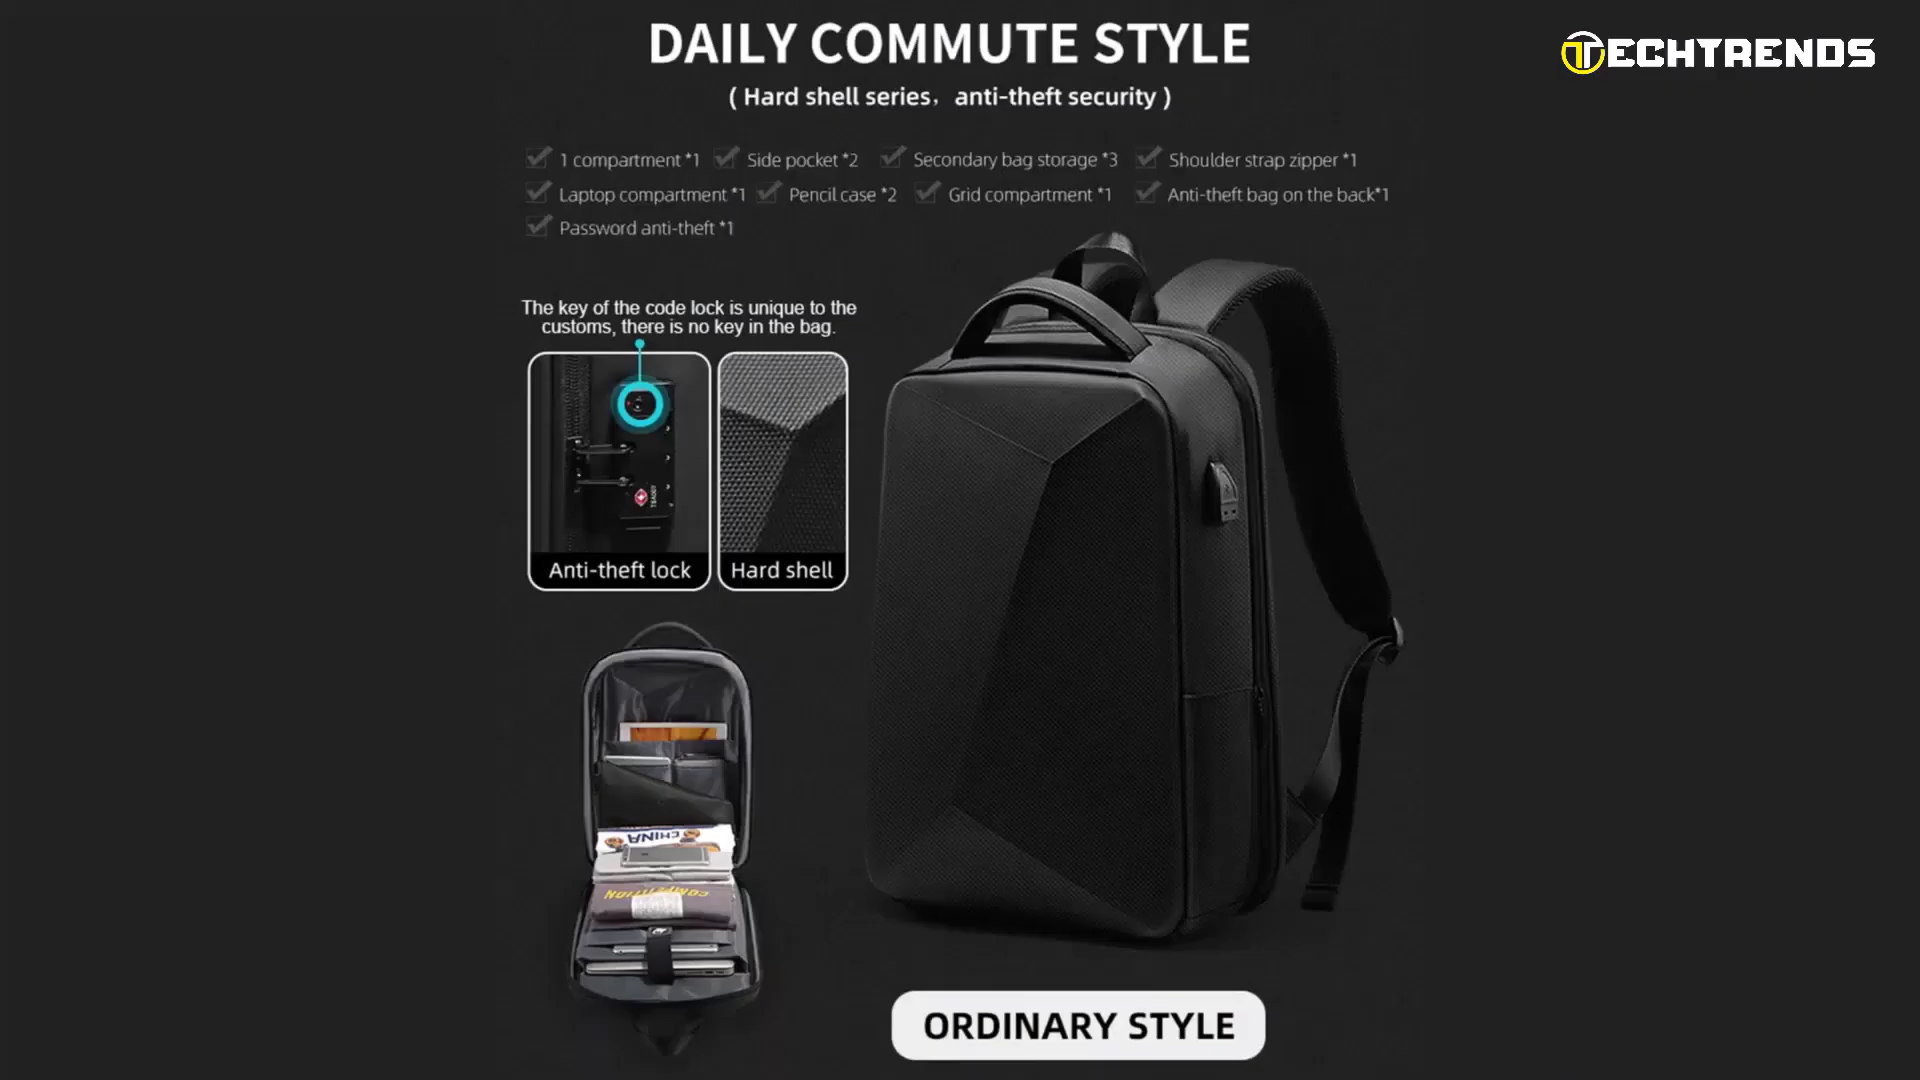 DAILY COMMUTE STYLE
TECHTRENDS
( Hard shell series, anti-theft security )
1 compartment *1 Side pocket *2 Secondary bag storage *3 Shoulder strap zipper *1
Laptop compartment *1 Pencil case *2 Grid compartment *1 Anti-theft bag on the back*1
Password anti-theft *1
The key of the code lock is unique to the
customs, there is no key in the bag.
Anti-theft lock
Hard shell
CHINA
COMPETITION
ORDINARY STYLE